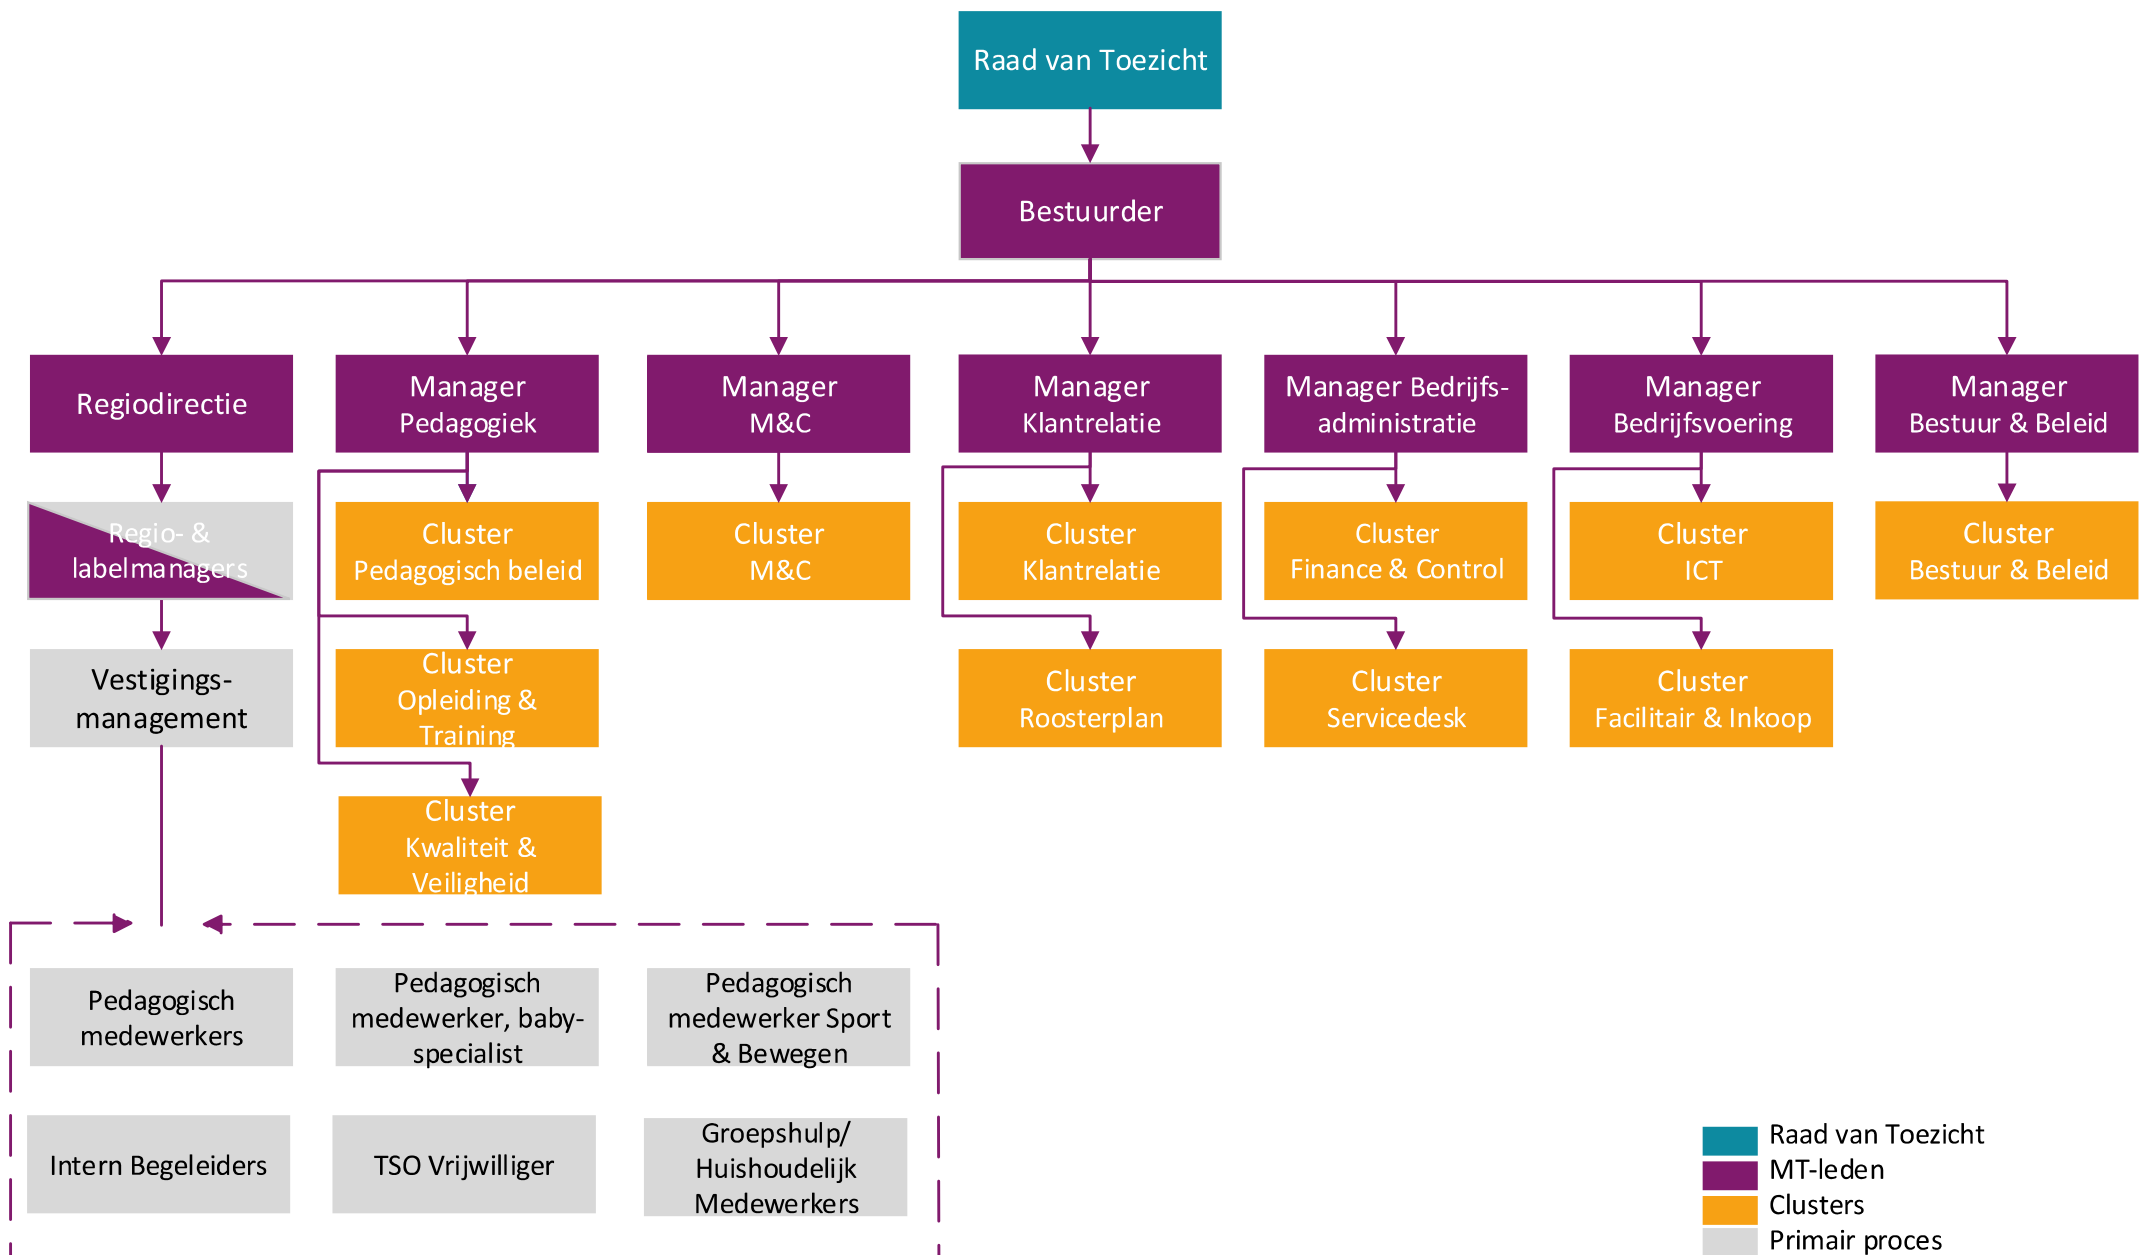 Raad van Toezicht
Bestuurder
Regiodirectie
Manager
Pedagogiek
Manager
M&C
Manager
Klantrelatie
Manager Bedrijfs-
administratie
Manager
Bedrijfsvoering
Manager
Bestuur & Beleid
Regio- &
labelmanagers
Cluster
Pedagogisch beleid
Cluster
M&C
Cluster
Klantrelatie
Cluster
Finance & Control
Cluster
ICT
Cluster
Bestuur & Beleid
Vestigings-
management
Cluster
Opleiding &
Training
Cluster
Roosterplan
Cluster
Servicedesk
Cluster
Facilitair & Inkoop
Cluster
Kwaliteit &
Veiligheid
Pedagogisch
medewerkers
Pedagogisch
medewerker, baby-
specialist
Pedagogisch
medewerker Sport
& Bewegen
Intern Begeleiders
TSO Vrijwilliger
Groepshulp/
Huishoudelijk
Medewerkers
Raad van Toezicht
MT-leden
Clusters
Primair proces